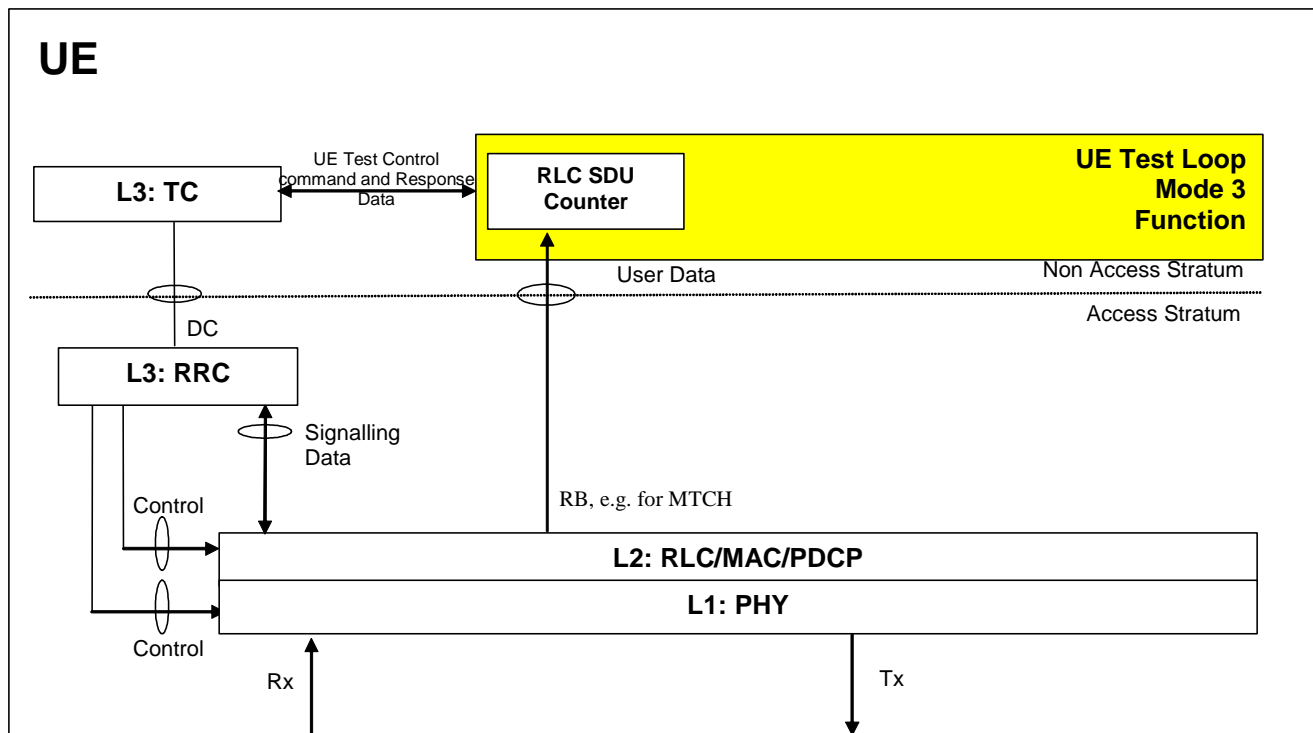 UE
UE Test Control
command and Response
Data
L3: TC
RLC SDU
Counter
UE Test Loop
Mode 3
Function
User Data
Non Access Stratum
Access Stratum
DC
L3: RRC
Signalling
Data
Control
RB, e.g. for MTCH
L2: RLC/MAC/PDCP
L1: PHY
Control
Rx
Tx